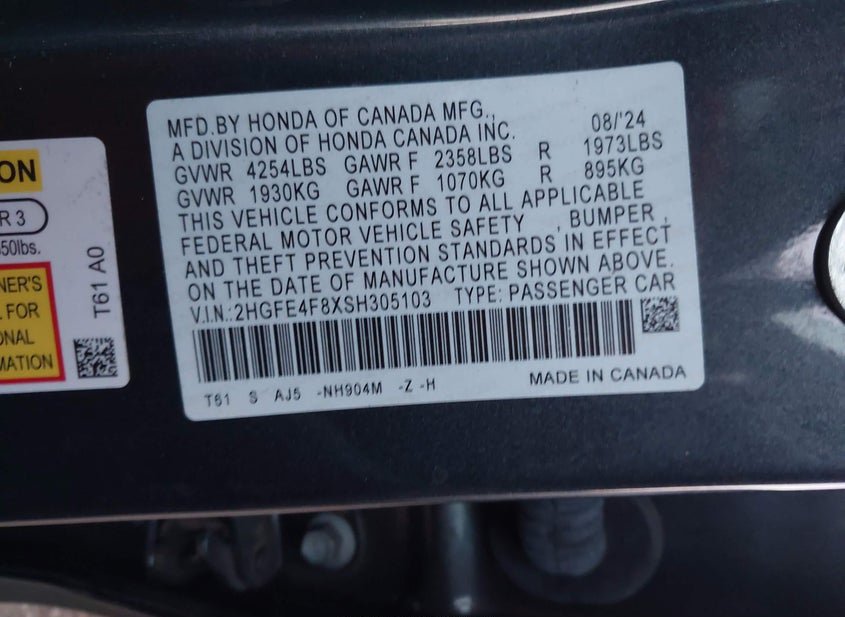 MFD.BY HONDA OF CANADA MFG.,
A DIVISION OF HONDA CANADA INC. 08/'24
GVWR 4254LBS GAWR F 2358LBS R 1973LBS
GVWR 1930KG GAWR F 1070KG R 895KG
THIS VEHICLE CONFORMS TO ALL APPLICABLE
FEDERAL MOTOR VEHICLE SAFETY , BUMPER ,
AND THEFT PREVENTION STANDARDS IN EFFECT
ON THE DATE OF MANUFACTURE SHOWN ABOVE.
V.I.N.:2HGFE4F8XSH305103 TYPE: PASSENGER CAR
T61 S AJ5 -NH904M -Z -H MADE IN CANADA
ON
R 3
50lbs.
NER'S
L FOR
ONAL
MATION
T61 A0